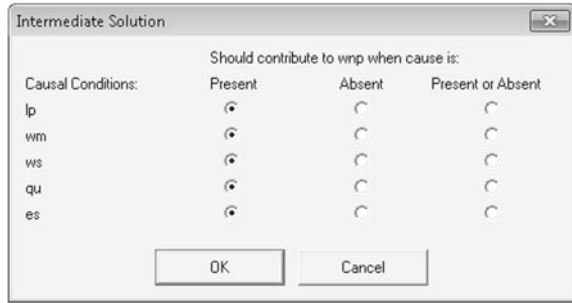 Intermediate Solution
Should contribute to wnp when cause is:
Causal Conditions: Present Absent Present or Absent
lp
wm
ws
qu
es
OK Cancel